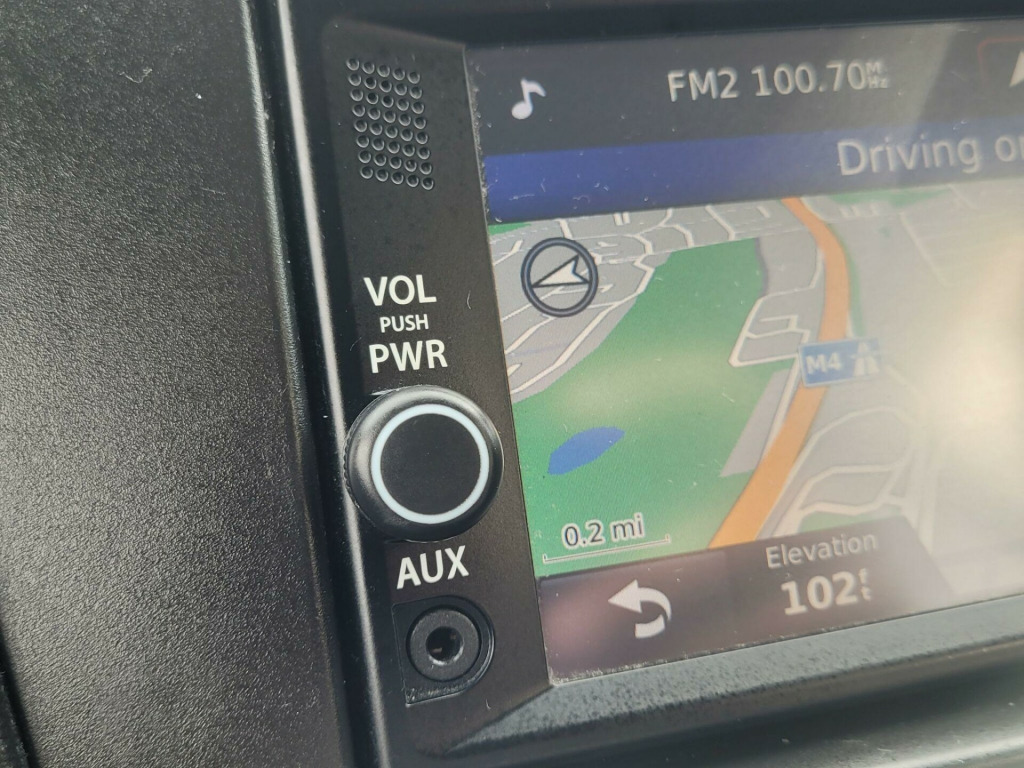 FM2 100.70MHz
Driving
VOL
PUSH
PWR
M4
0.2 mi
AUX
Elevation
102ft